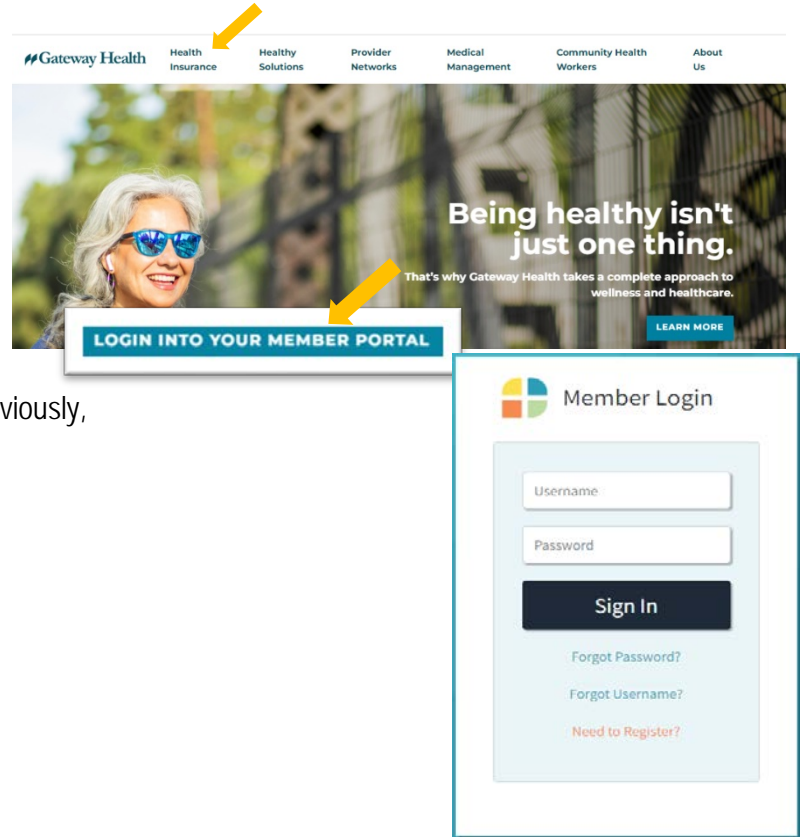 Gateway Health
Health
Insurance
Healthy
Solutions
Provider
Networks
Medical
Management
Community Health
Workers
About
Us
Being healthy isn't
just one thing.
That's why Gateway Health takes a complete approach to
wellness and healthcare.
LEARN MORE
LOGIN INTO YOUR MEMBER PORTAL
viously,
Member Login
Username
Password
Sign In
Forgot Password?
Forgot Username?
Need to Register?